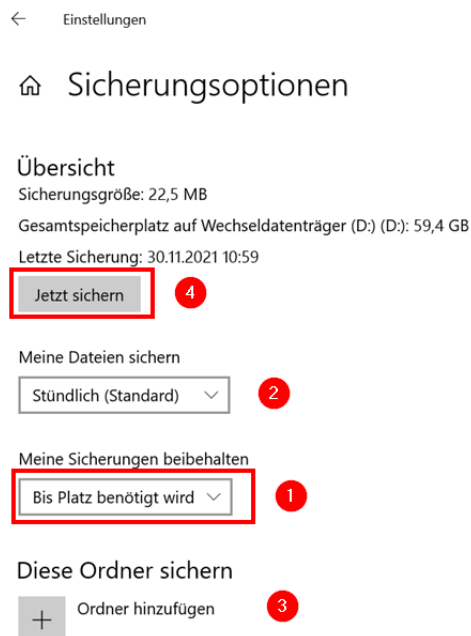 Einstellungen
Sicherungsoptionen
Übersicht
Sicherungsgröße: 22,5 MB
Gesamtspeicherplatz auf Wechseldatenträger (D:) (D:): 59,4 GB
Letzte Sicherung: 30.11.2021 10:59
Jetzt sichern 4
Meine Dateien sichern
Stündlich (Standard) 2
Meine Sicherungen beibehalten
Bis Platz benötigt wird 1
Diese Ordner sichern
Ordner hinzufügen 3